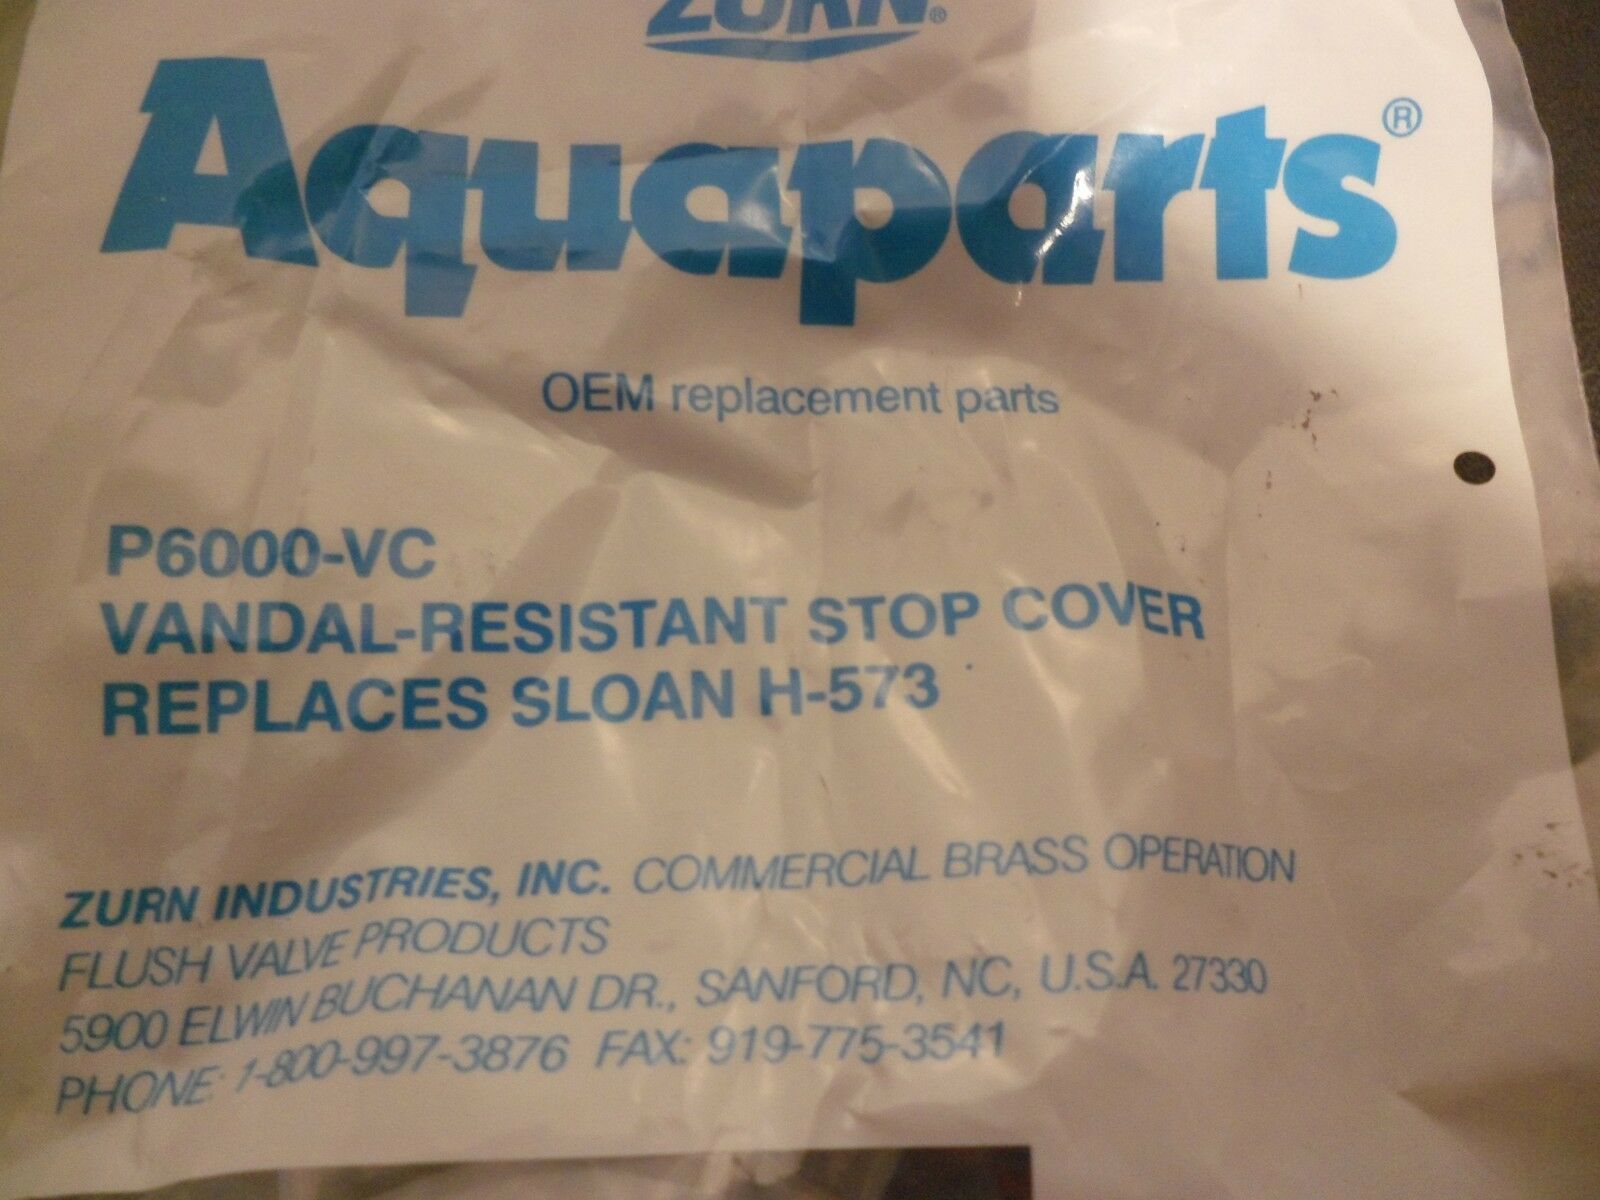 ZURN®
Aquaparts®
OEM replacement parts
P6000-VC
VANDAL-RESISTANT STOP COVER
REPLACES SLOAN H-573
ZURN INDUSTRIES, INC. COMMERCIAL BRASS OPERATION
FLUSH VALVE PRODUCTS
5900 ELWIN BUCHANAN DR., SANFORD, NC, U.S.A. 27330
PHONE: 1-800-997-3876 FAX: 919-775-3541